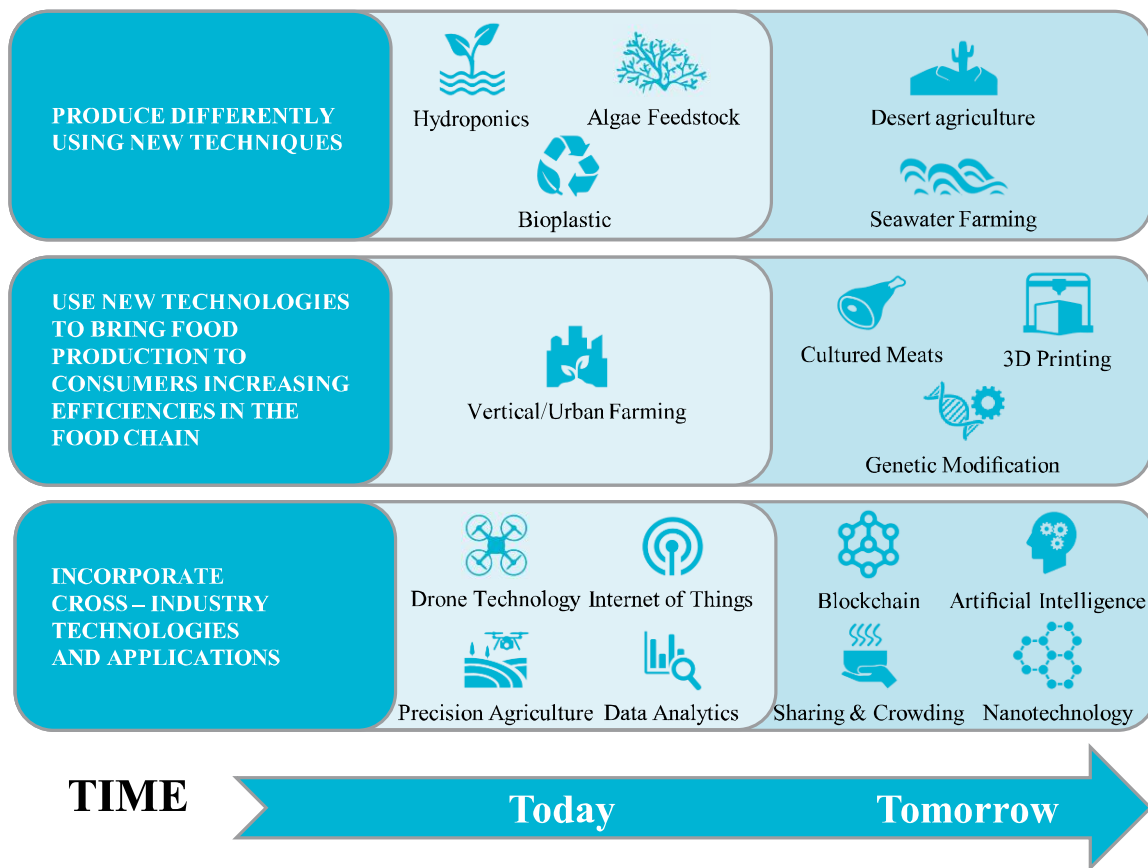 PRODUCE DIFFERENTLY
USING NEW TECHNIQUES
Hydroponics
Algae Feedstock
Bioplastic
Desert agriculture
Seawater Farming
USE NEW TECHNOLOGIES
TO BRING FOOD
PRODUCTION TO
CONSUMERS INCREASING
EFFICIENCIES IN THE
FOOD CHAIN
Vertical/Urban Farming
Cultured Meats
3D Printing
Genetic Modification
INCORPORATE
CROSS – INDUSTRY
TECHNOLOGIES
AND APPLICATIONS
Drone Technology
Internet of Things
Precision Agriculture
Data Analytics
Blockchain
Artificial Intelligence
Sharing & Crowding
Nanotechnology
TIME
Today
Tomorrow